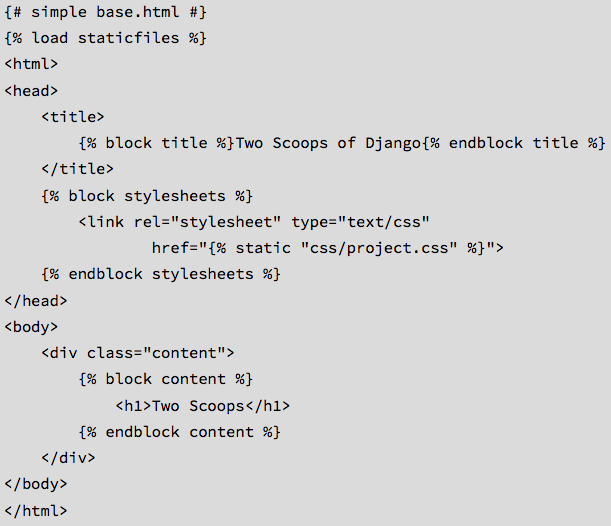 {# simple base.html #}
{% load staticfiles %}
<html>
<head>
    <title>
        {% block title %}Two Scoops of Django{% endblock title %}
    </title>
    {% block stylesheets %}
        <link rel="stylesheet" type="text/css"
                href="{% static "css/project.css" %}">
    {% endblock stylesheets %}
</head>
<body>
    <div class="content">
        {% block content %}
            <h1>Two Scoops</h1>
        {% endblock content %}
    </div>
</body>
</html>